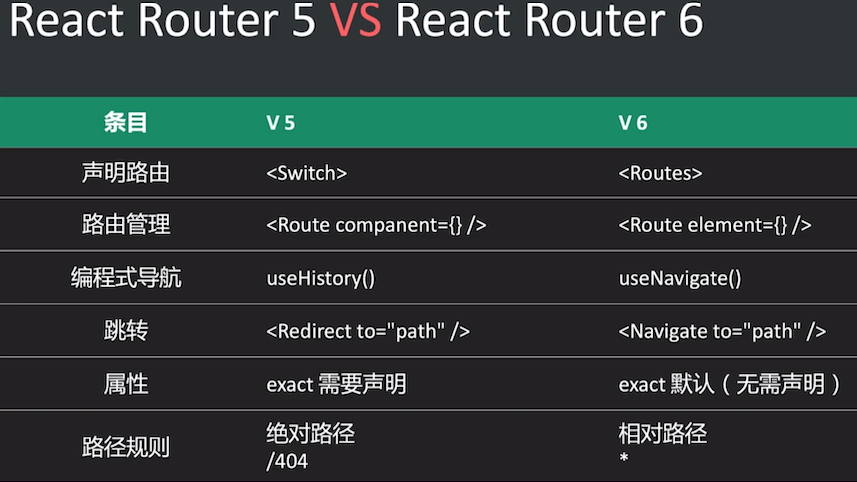 React Router 5 VS React Router 6
条目 V 5 V 6
声明路由 <Switch> <Routes>
路由管理 <Route companent={} /> <Route element={} />
编程式导航 useHistory() useNavigate()
跳转 <Redirect to="path" /> <Navigate to="path" />
属性 exact 需要声明 exact 默认（无需声明）
路径规则 绝对路径 相对路径
/404 *